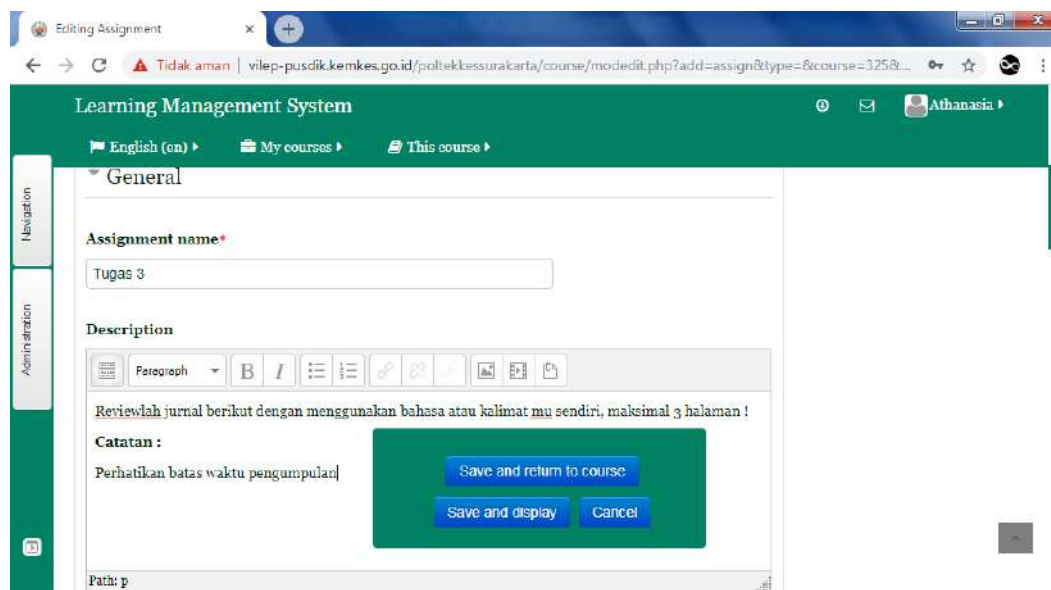 Editing Assignment
Tidak aman | vilep-pusdik.kemkes.go.id/poltekkessurakarta/course/modedit.php?add=assign&type=&course=325&...
Learning Management System
Athanasia
English (en)
My courses
This course
Navigation
Administration
General
Assignment name*
Tugas 3
Description
Paragraph
B I
Reviewlah jurnal berikut dengan menggunakan bahasa atau kalimat mu sendiri, maksimal 3 halaman !
Catatan :
Perhatikan batas waktu pengumpulan
Save and return to course
Save and display
Cancel
Path: p